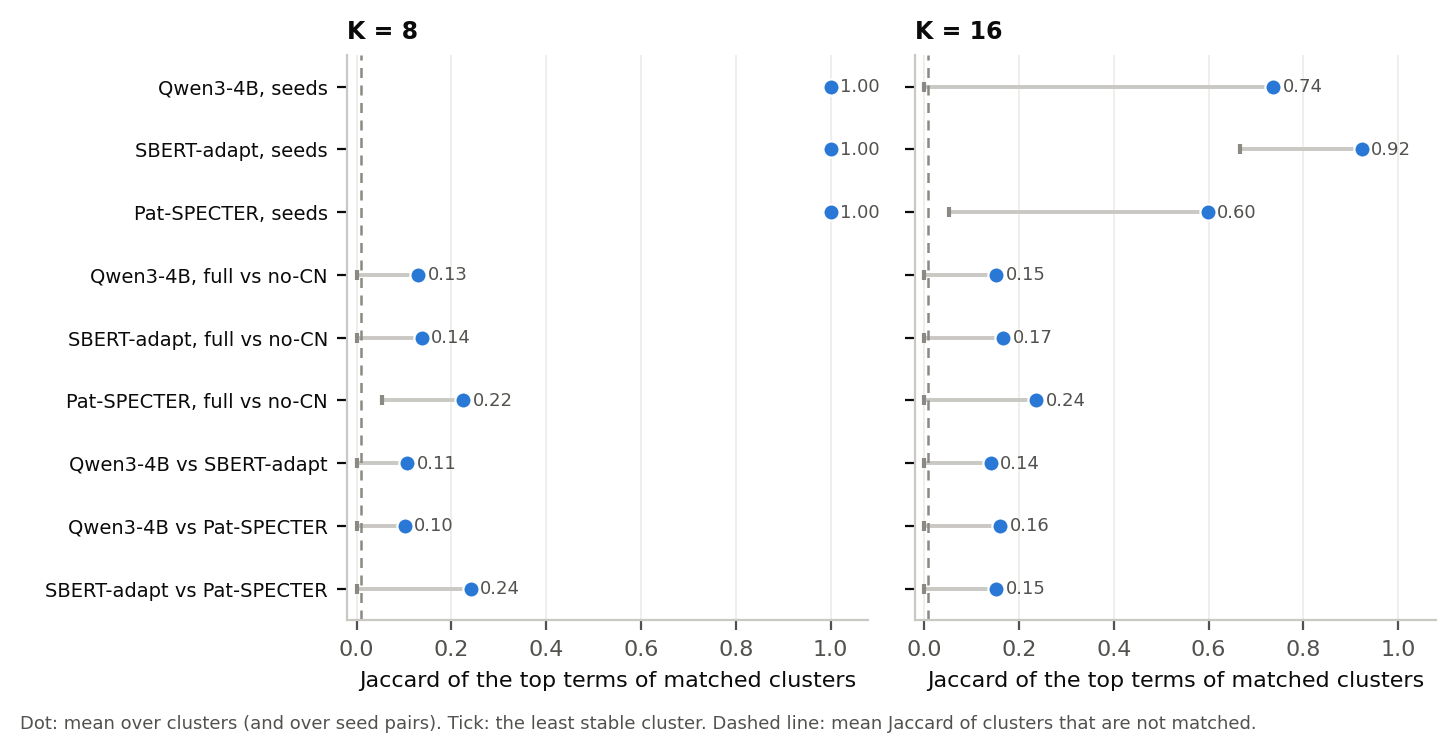 K = 8
K = 16
Qwen3-4B, seeds
1.00
0.74
SBERT-adapt, seeds
1.00
0.92
Pat-SPECTER, seeds
1.00
0.60
Qwen3-4B, full vs no-CN
0.13
0.15
SBERT-adapt, full vs no-CN
0.14
0.17
Pat-SPECTER, full vs no-CN
0.22
0.24
Qwen3-4B vs SBERT-adapt
0.11
0.14
Qwen3-4B vs Pat-SPECTER
0.10
0.16
SBERT-adapt vs Pat-SPECTER
0.24
0.15
0.0 0.2 0.4 0.6 0.8 1.0
0.0 0.2 0.4 0.6 0.8 1.0
Jaccard of the top terms of matched clusters
Jaccard of the top terms of matched clusters
Dot: mean over clusters (and over seed pairs). Tick: the least stable cluster. Dashed line: mean Jaccard of clusters that are not matched.